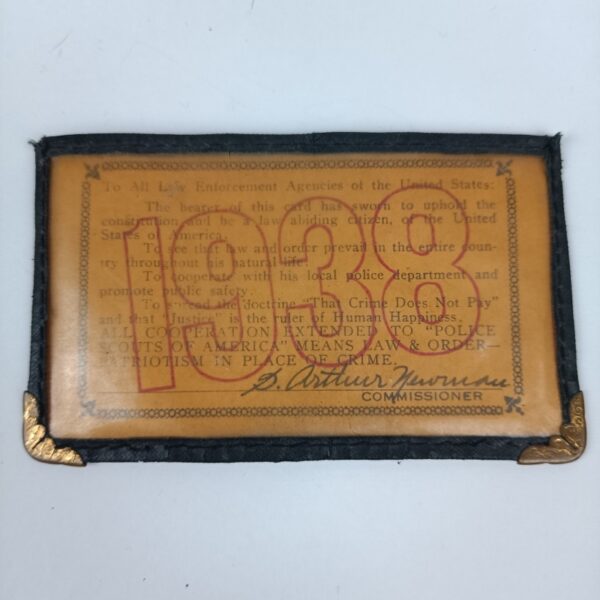 To All Law Enforcement Agencies of the United States:
The bearer of this card has sworn to uphold the
constitution and be a law abiding citizen, of the United
States of America.
To see that law and order prevail in the entire coun-
try throughout his natural life.
To cooperate with his local police department and
promote public safety.
To spread the doctrine "That Crime Does Not Pay"
and that "Justice" is the ruler of Human Happiness.
ALL COOPERATION EXTENDED TO "POLICE
SCOUTS OF AMERICA" MEANS LAW & ORDER—
PATRIOTISM IN PLACE OF CRIME.
1938
S. Arthur Newman
COMMISSIONER